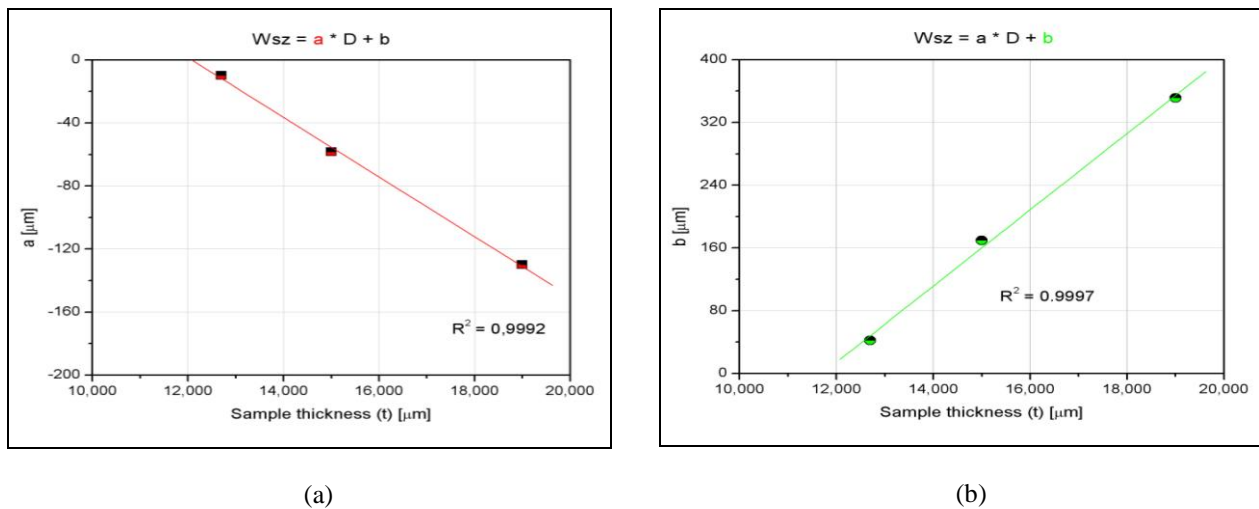 Wsz = a * D + b
0
-40
-80
-120
-160
-200
a [μm]
R² = 0,9992
10,000 12,000 14,000 16,000 18,000 20,000
Sample thickness (t) [μm]
(a)
Wsz = a * D + b
400
320
240
160
80
0
b [μm]
R² = 0.9997
10,000 12,000 14,000 16,000 18,000 20,000
Sample thickness (t) [μm]
(b)